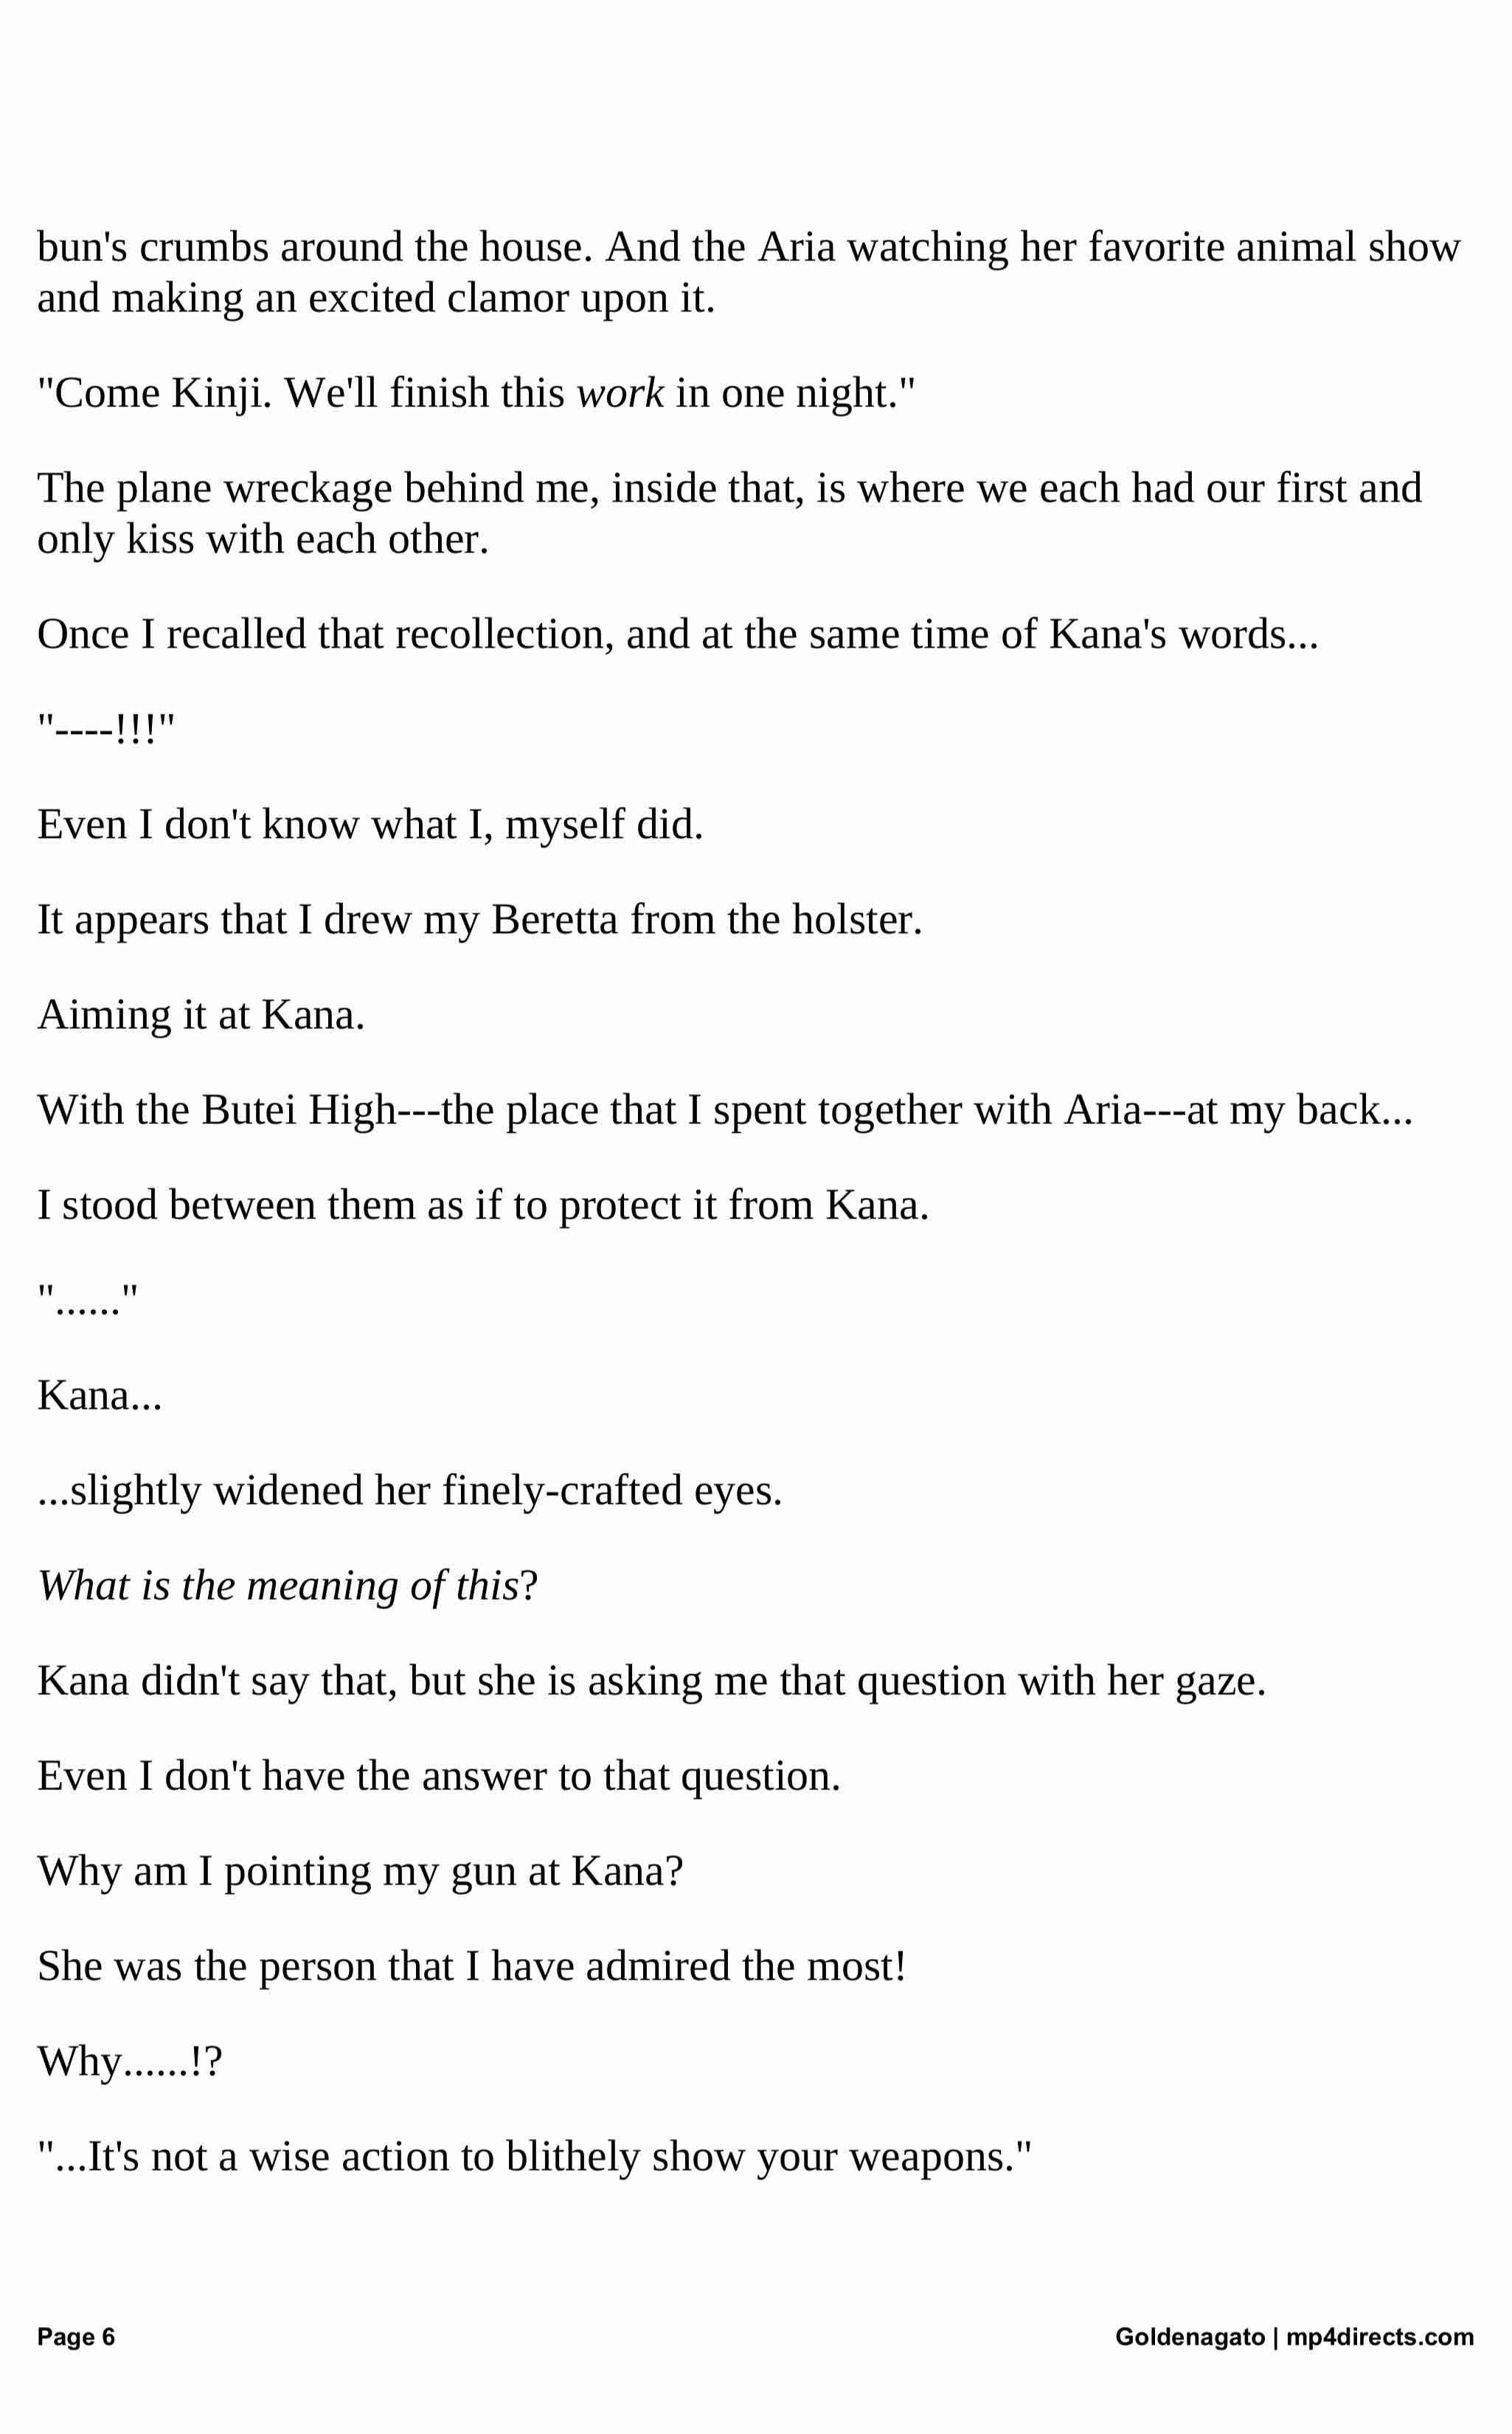 bun's crumbs around the house. And the Aria watching her favorite animal show
and making an excited clamor upon it.
"Come Kinji. We'll finish this work in one night."
The plane wreckage behind me, inside that, is where we each had our first and
only kiss with each other.
Once I recalled that recollection, and at the same time of Kana's words...
"----!!!"
Even I don't know what I, myself did.
It appears that I drew my Beretta from the holster.
Aiming it at Kana.
With the Butei High---the place that I spent together with Aria---at my back...
I stood between them as if to protect it from Kana.
"......"
Kana...
...slightly widened her finely-crafted eyes.
What is the meaning of this?
Kana didn't say that, but she is asking me that question with her gaze.
Even I don't have the answer to that question.
Why am I pointing my gun at Kana?
She was the person that I have admired the most!
Why......!?
"...It's not a wise action to blithely show your weapons."
Page 6
Goldenagato | mp4directs.com